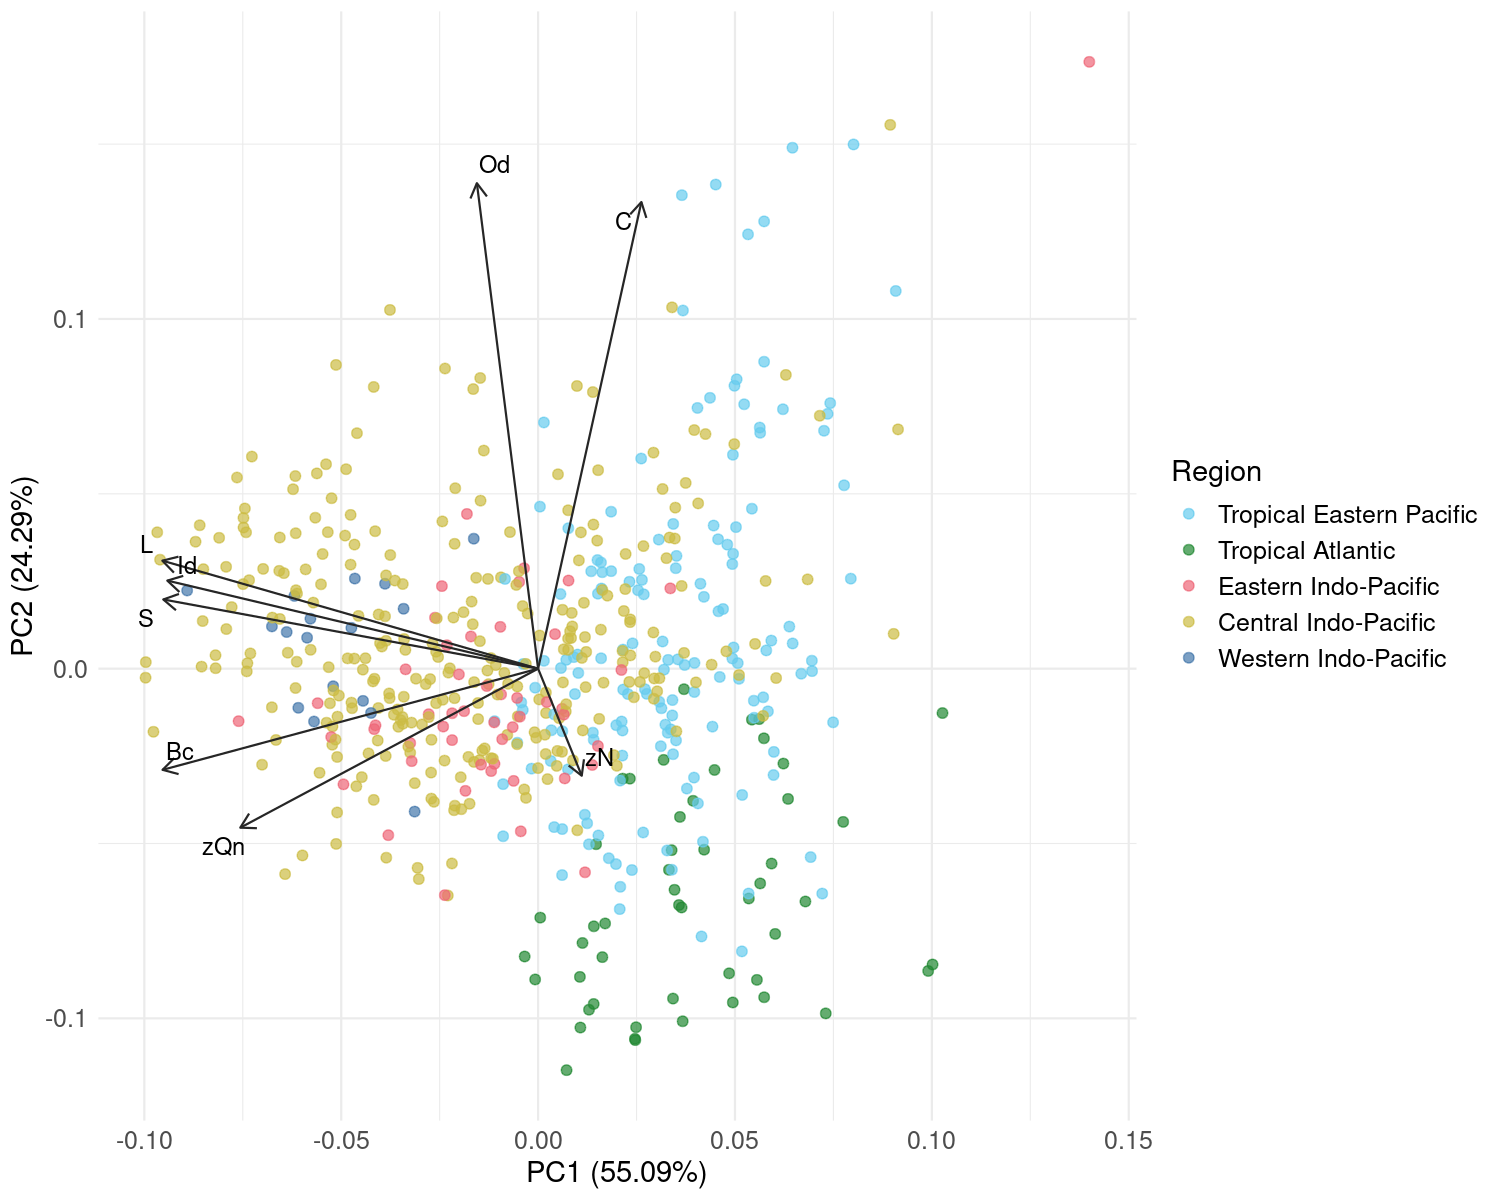 Od
C
0.1
L
Id
S
0.0
PC2 (24.29%)
Bc
zN
zQn
-0.1
-0.10 -0.05 0.00 0.05 0.10 0.15
PC1 (55.09%)
Region
Tropical Eastern Pacific
Tropical Atlantic
Eastern Indo-Pacific
Central Indo-Pacific
Western Indo-Pacific